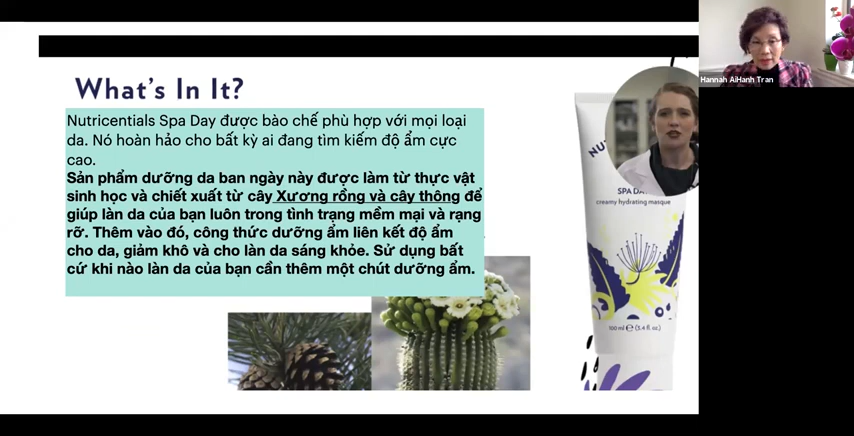 What's In It?
Nutricentials Spa Day được bào chế phù hợp với mọi loại
da. Nó hoàn hảo cho bất kỳ ai đang tìm kiếm độ ẩm cực
cao.
Sản phẩm dưỡng da ban ngày này được làm từ thực vật
sinh học và chiết xuất từ cây Xương rồng và cây thông để
giúp làn da của bạn luôn trong tình trạng mềm mại và rạng
rỡ. Thêm vào đó, công thức dưỡng ẩm liên kết độ ẩm
cho da, giảm khô và cho làn da sáng khỏe. Sử dụng bất
cứ khi nào làn da của bạn cần thêm một chút dưỡng ẩm.
Hannah AiHanh Tran
NU
SPA DA
creamy hydrating masque
100 ml ℮ (3.4 fl. oz.)